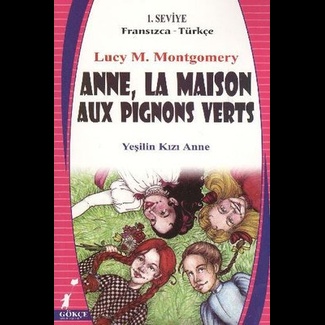 1. SEVİYE
Fransızca - Türkçe
Lucy M. Montgomery
ANNE, LA MAISON
AUX PIGNONS VERTS
Yeşilin Kızı Anne
GÖKÇE